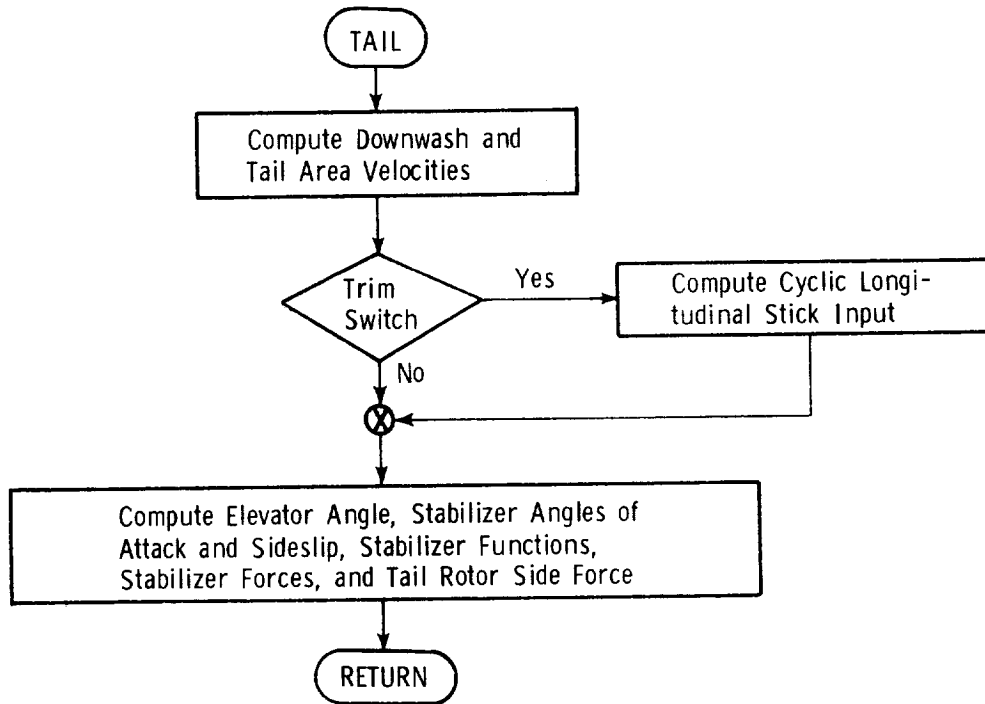 TAIL
Compute Downwash and
Tail Area Velocities
Trim
Switch
Yes
Compute Cyclic Longi-
tudinal Stick Input
No
X
Compute Elevator Angle, Stabilizer Angles of
Attack and Sideslip, Stabilizer Functions,
Stabilizer Forces, and Tail Rotor Side Force
RETURN